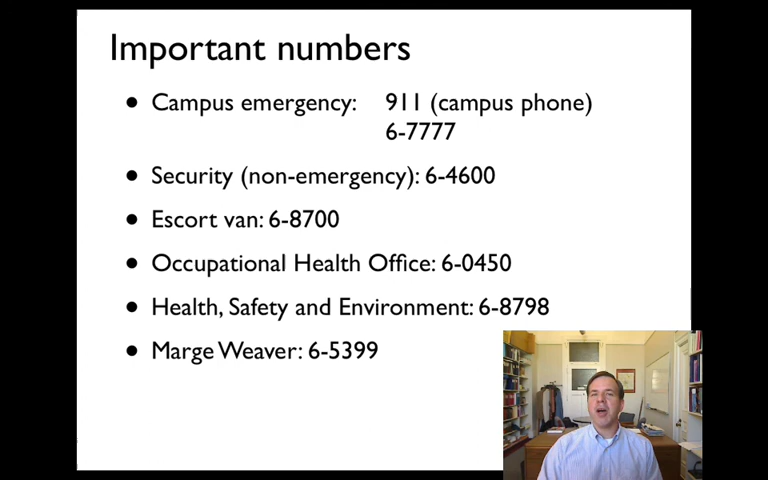 Important numbers
• Campus emergency: 911 (campus phone)
6-7777
• Security (non-emergency): 6-4600
• Escort van: 6-8700
• Occupational Health Office: 6-0450
• Health, Safety and Environment: 6-8798
• Marge Weaver: 6-5399